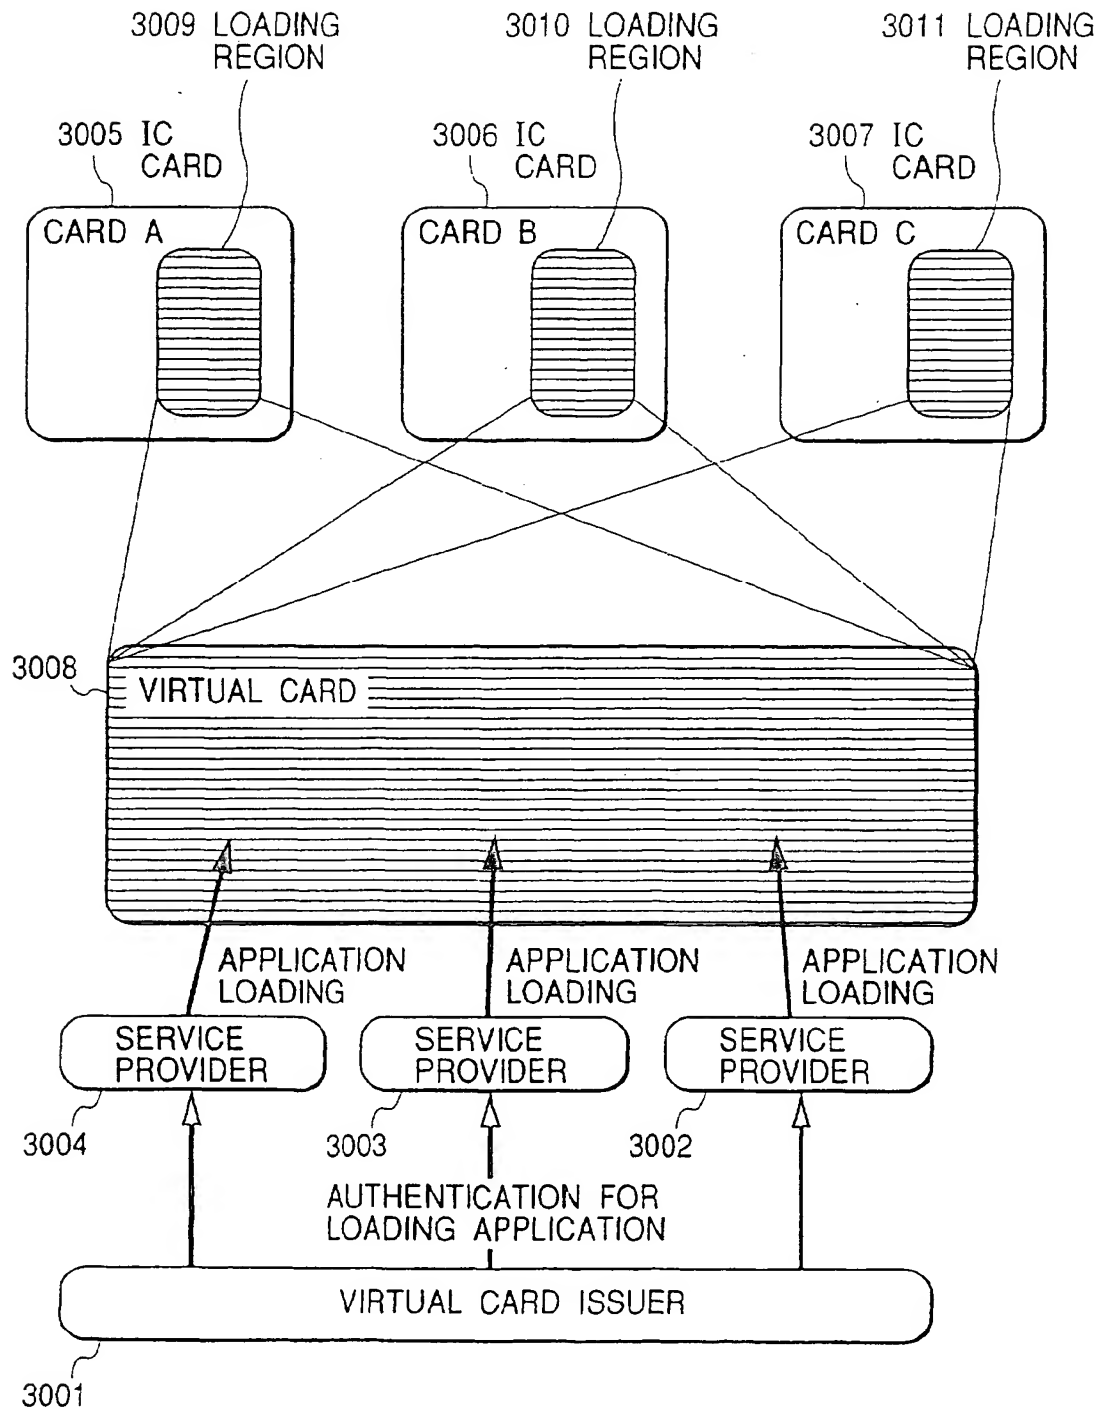 3009 LOADING
REGION
3010 LOADING
REGION
3011 LOADING
REGION
3005 IC
CARD
3006 IC
CARD
3007 IC
CARD
CARD A
CARD B
CARD C
3008
VIRTUAL CARD
APPLICATION
LOADING
APPLICATION
LOADING
APPLICATION
LOADING
SERVICE
PROVIDER
SERVICE
PROVIDER
SERVICE
PROVIDER
3004
3003
3002
AUTHENTICATION FOR
LOADING APPLICATION
VIRTUAL CARD ISSUER
3001